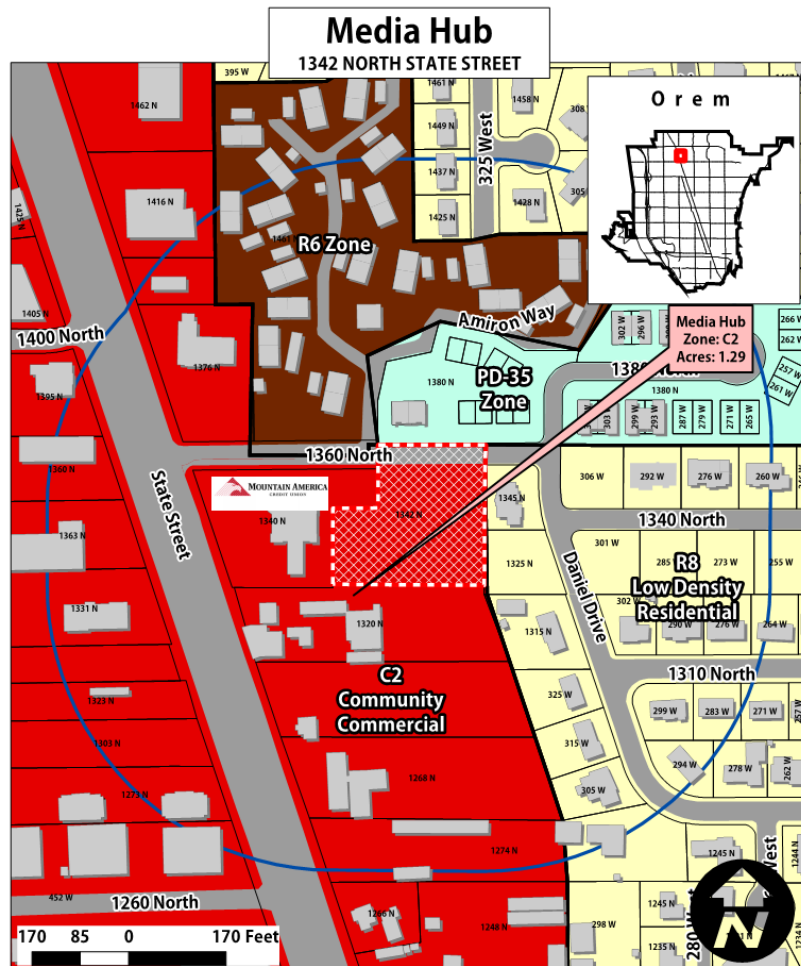 Media Hub
1342 NORTH STATE STREET
395 W
1462 N
1461 N
1458 N
308
1449 N
325 West
1437 N
1425 N
1428 N
305
Orem
1416 N
1425 N
R6 Zone
1461
1405 N
1400 North
1376 N
1395 N
Amiron Way
Media Hub
Zone: C2
Acres: 1.29
302 W
296 W
266 W
262 W
257 W
261 W
1380 N
PD-35
Zone
1380 N
303
299 W
293 W
287 W
279
271 W
265 W
1360 North
1360 N
State Street
MOUNTAIN AMERICA
CREDIT UNION
1340 N
1342 N
1345 N
306 W
292 W
276 W
260 W
1340 North
1363 N
1325 N
Daniel Drive
301 W
285
273 W
255 W
R8
Low Density
Residential
302 W
290 W
276 W
264 W
1331 N
1320 N
1315 N
1310 North
C2
Community
Commercial
1323 N
1303 N
325 W
299 W
283 W
271 W
257 W
315 W
294 W
278 W
262 W
1268 N
305 W
1273 N
1274 N
1245 N
1244 N
452 W
1260 North
1266 N
1248 N
298 W
1245 N
1235 N
280 West
1234 N
N
170 85 0 170 Feet